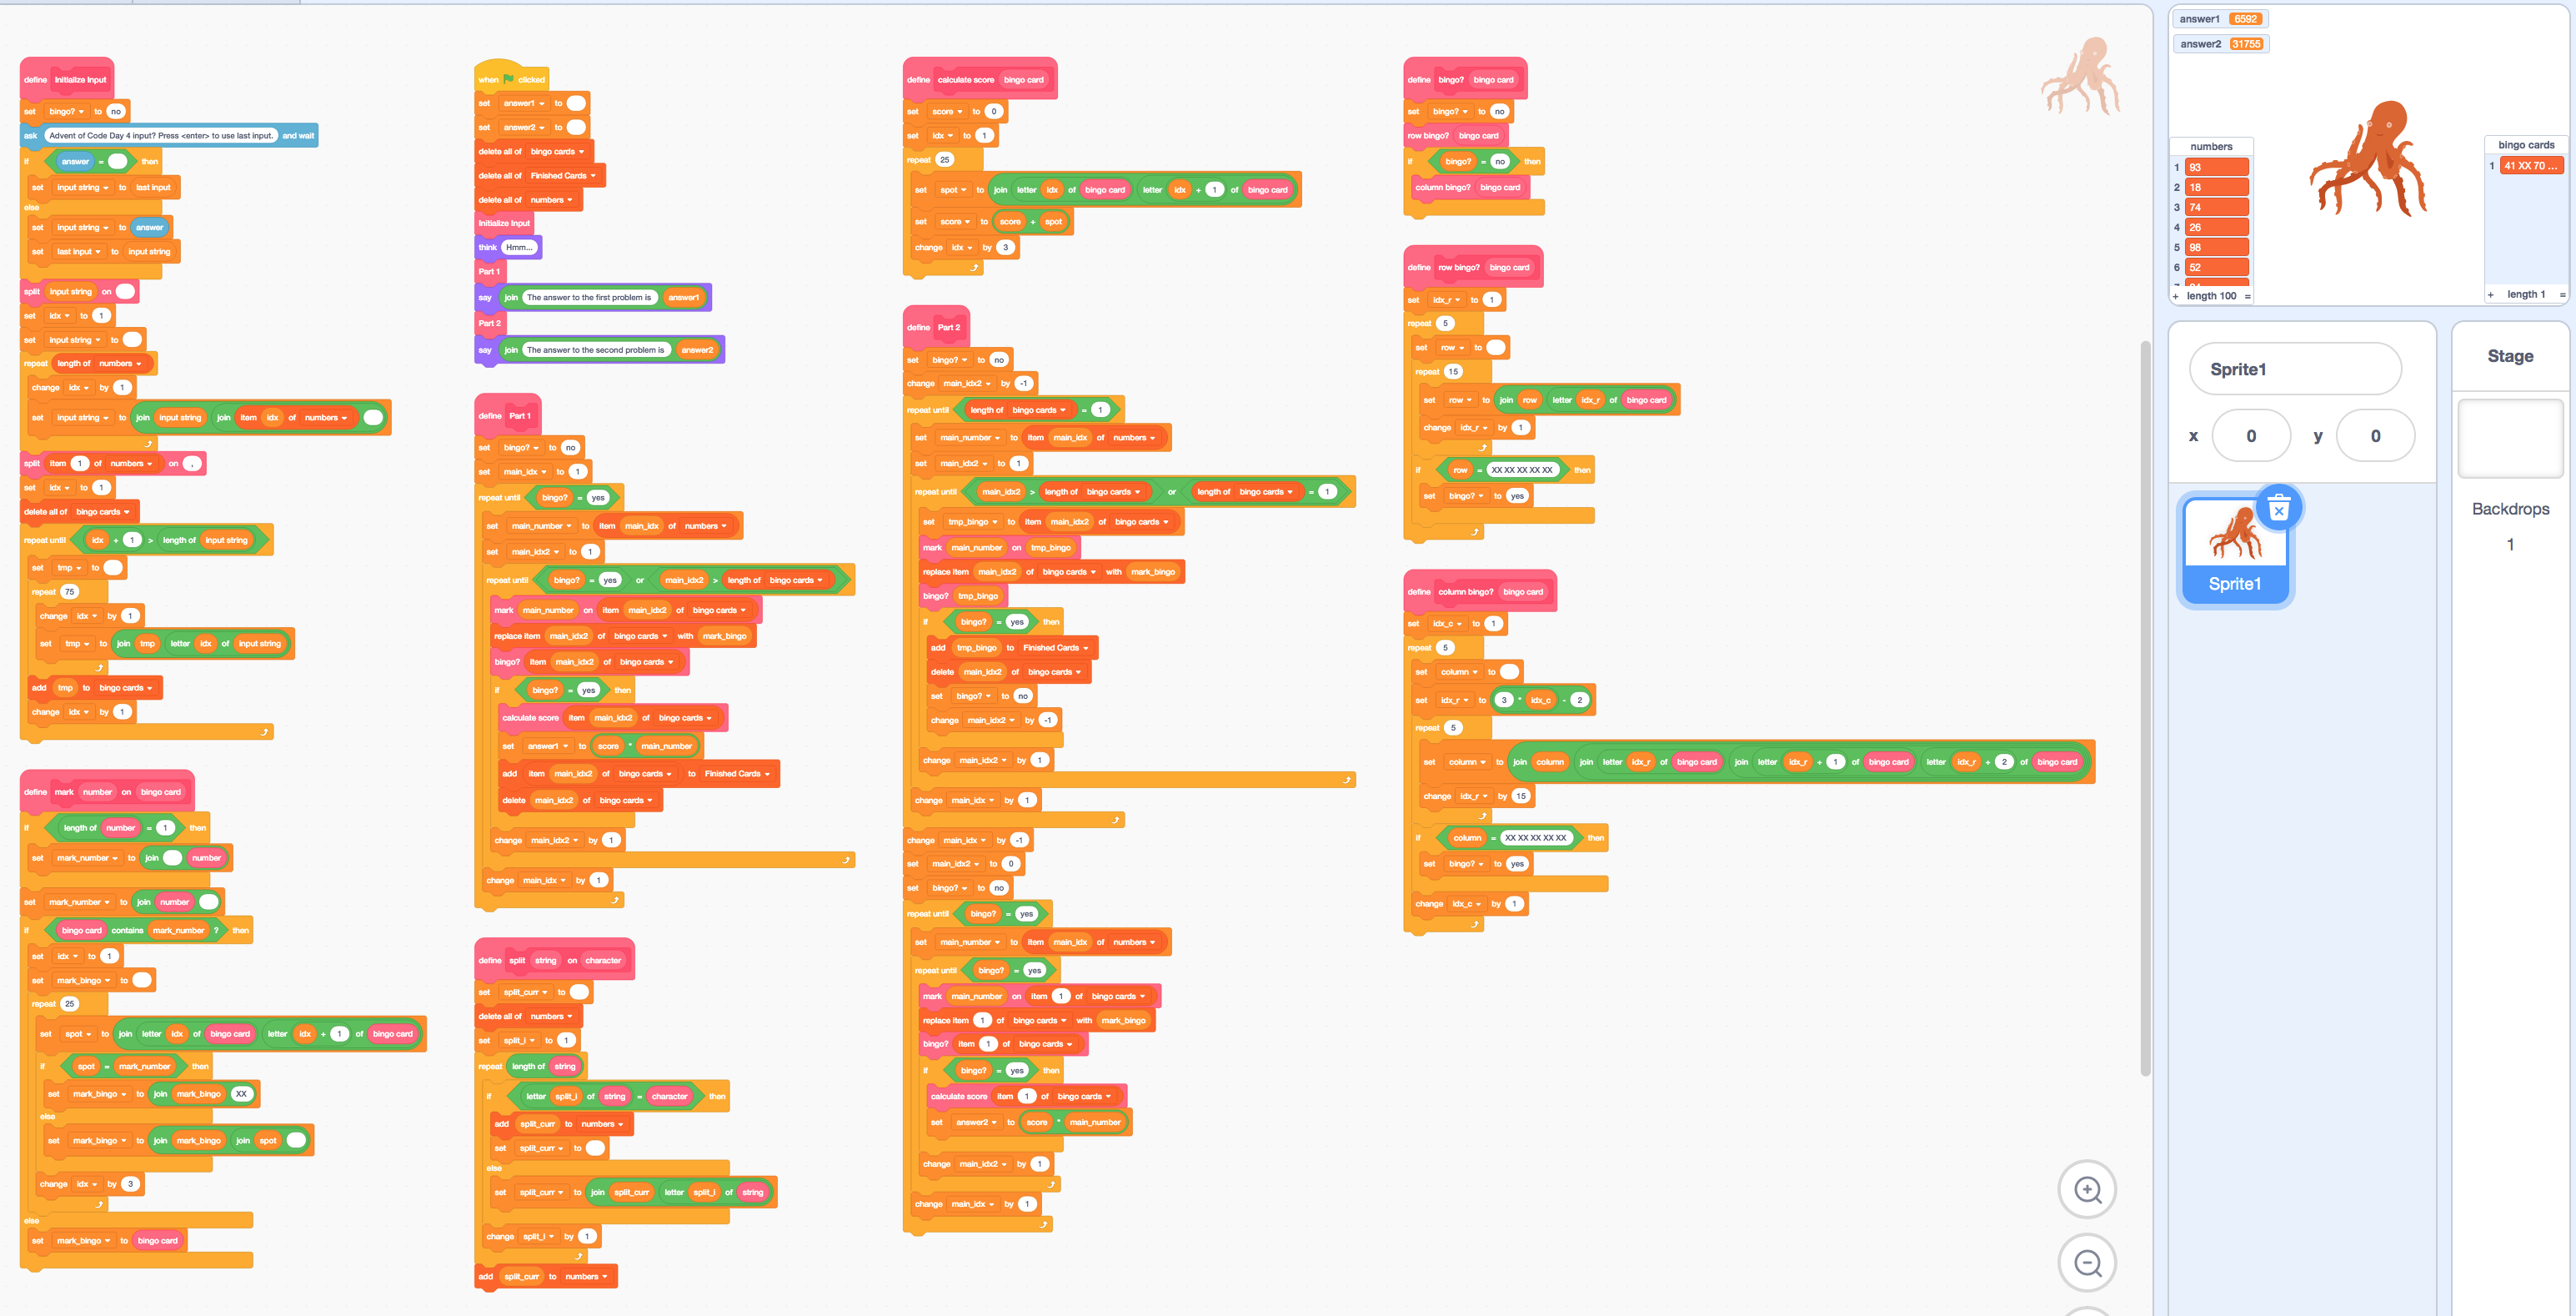 define Initialize Input
set bingo? to no
ask Advent of Code Day 4 input? Press <enter> to use last input. and wait
if answer = then
set input string to last input
else
set input string to answer
set last input to input string
split input string on
set idx to 1
set input string to
repeat length of numbers
change idx by 1
set input string to join input string join item idx of numbers
split item 1 of numbers on ,
set idx to 1
delete all of bingo cards
repeat until idx + 1 > length of input string
set tmp to
repeat 75
change idx by 1
set tmp to join tmp letter idx of input string
add tmp to bingo cards
change idx by 1
define mark number on bingo card
if length of number = 1 then
set mark_number to join number
set mark_number to join number
if bingo card contains mark_number ? then
set idx to 1
set mark_bingo to
repeat 25
set spot to join letter idx of bingo card letter idx + 1 of bingo card
if spot = mark_number then
set mark_bingo to join mark_bingo XX
else
set mark_bingo to join mark_bingo join spot
change idx by 3
else
set mark_bingo to bingo card
when clicked
set answer1 to
set answer2 to
delete all of bingo cards
delete all of Finished Cards
delete all of numbers
Initialize Input
think Hmm...
Part 1
say join The answer to the first problem is answer1
Part 2
say join The answer to the second problem is answer2
define Part 1
set bingo? to no
set main_idx to 1
repeat until bingo? = yes
set main_number to item main_idx of numbers
set main_idx2 to 1
repeat until bingo? = yes or main_idx2 > length of bingo cards
mark main_number on item main_idx2 of bingo cards
replace item main_idx2 of bingo cards with mark_bingo
bingo? item main_idx2 of bingo cards
if bingo? = yes then
calculate score item main_idx2 of bingo cards
set answer1 to score * main_number
add item main_idx2 of bingo cards to Finished Cards
delete main_idx2 of bingo cards
change main_idx2 by 1
change main_idx by 1
define split string on character
set split_curr to
delete all of numbers
set split_i to 1
repeat length of string
if letter split_i of string = character then
add split_curr to numbers
set split_curr to
else
set split_curr to join split_curr letter split_i of string
change split_i by 1
add split_curr to numbers
define calculate score bingo card
set score to 0
set idx to 1
repeat 25
set spot to join letter idx of bingo card letter idx + 1 of bingo card
set score to score + spot
change idx by 3
define Part 2
set bingo? to no
change main_idx2 by -1
repeat until length of bingo cards = 1
set main_number to item main_idx of numbers
set main_idx2 to 1
repeat until main_idx2 > length of bingo cards or length of bingo cards = 1
set tmp_bingo to item main_idx2 of bingo cards
mark main_number on tmp_bingo
replace item main_idx2 of bingo cards with mark_bingo
bingo? tmp_bingo
if bingo? = yes then
add tmp_bingo to Finished Cards
delete main_idx2 of bingo cards
set bingo? to no
change main_idx2 by -1
change main_idx2 by 1
change main_idx by 1
change main_idx by -1
set main_idx2 to 0
set bingo? to no
repeat until bingo? = yes
set main_number to item main_idx of numbers
repeat until bingo? = yes
mark main_number on item 1 of bingo cards
replace item 1 of bingo cards with mark_bingo
bingo? item 1 of bingo cards
if bingo? = yes then
calculate score item 1 of bingo cards
set answer2 to score * main_number
change main_idx2 by 1
change main_idx by 1
define bingo? bingo card
set bingo? to no
row bingo? bingo card
if bingo? = no then
column bingo? bingo card
define row bingo? bingo card
set idx_r to 1
repeat 5
set row to
repeat 15
set row to join row letter idx_r of bingo card
change idx_r by 1
if row = XX XX XX XX XX then
set bingo? to yes
define column bingo? bingo card
set idx_c to 1
repeat 5
set column to
set idx_r to 3 * idx_c - 2
repeat 5
set column to join column join letter idx_r of bingo card join letter idx_r + 1 of bingo card letter idx_r + 2 of bingo card
change idx_r by 15
if column = XX XX XX XX XX then
set bingo? to yes
change idx_c by 1
answer1 6592
answer2 31755
numbers
1 93
2 18
3 74
4 26
5 98
6 52
+ length 100 =
bingo cards
1 41 XX 70 ...
+ length 1 =
Sprite1
x 0 y 0
Sprite1
Stage
Backdrops
1